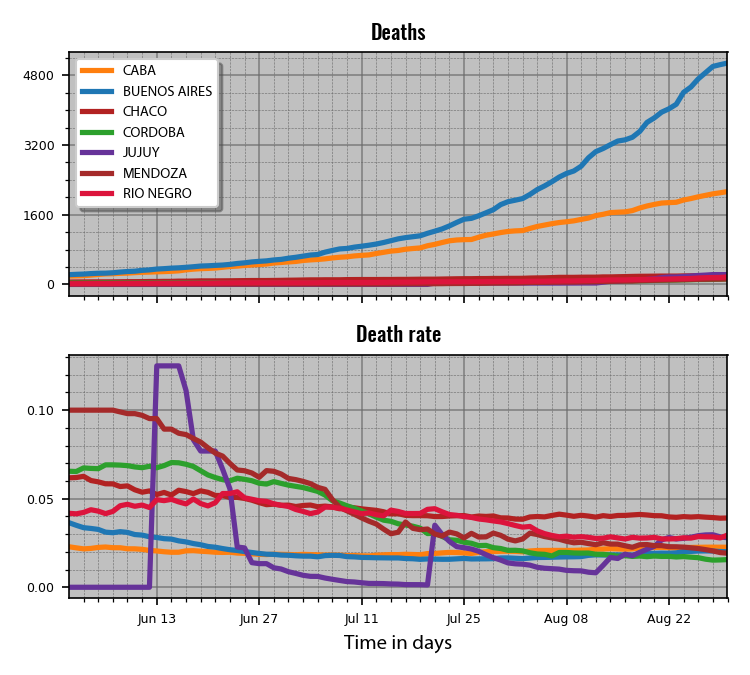 Deaths
4800
3200
1600
0
CABA
BUENOS AIRES
CHACO
CORDOBA
JUJUY
MENDOZA
RIO NEGRO
Death rate
0.10
0.05
0.00
Jun 13 Jun 27 Jul 11 Jul 25 Aug 08 Aug 22
Time in days